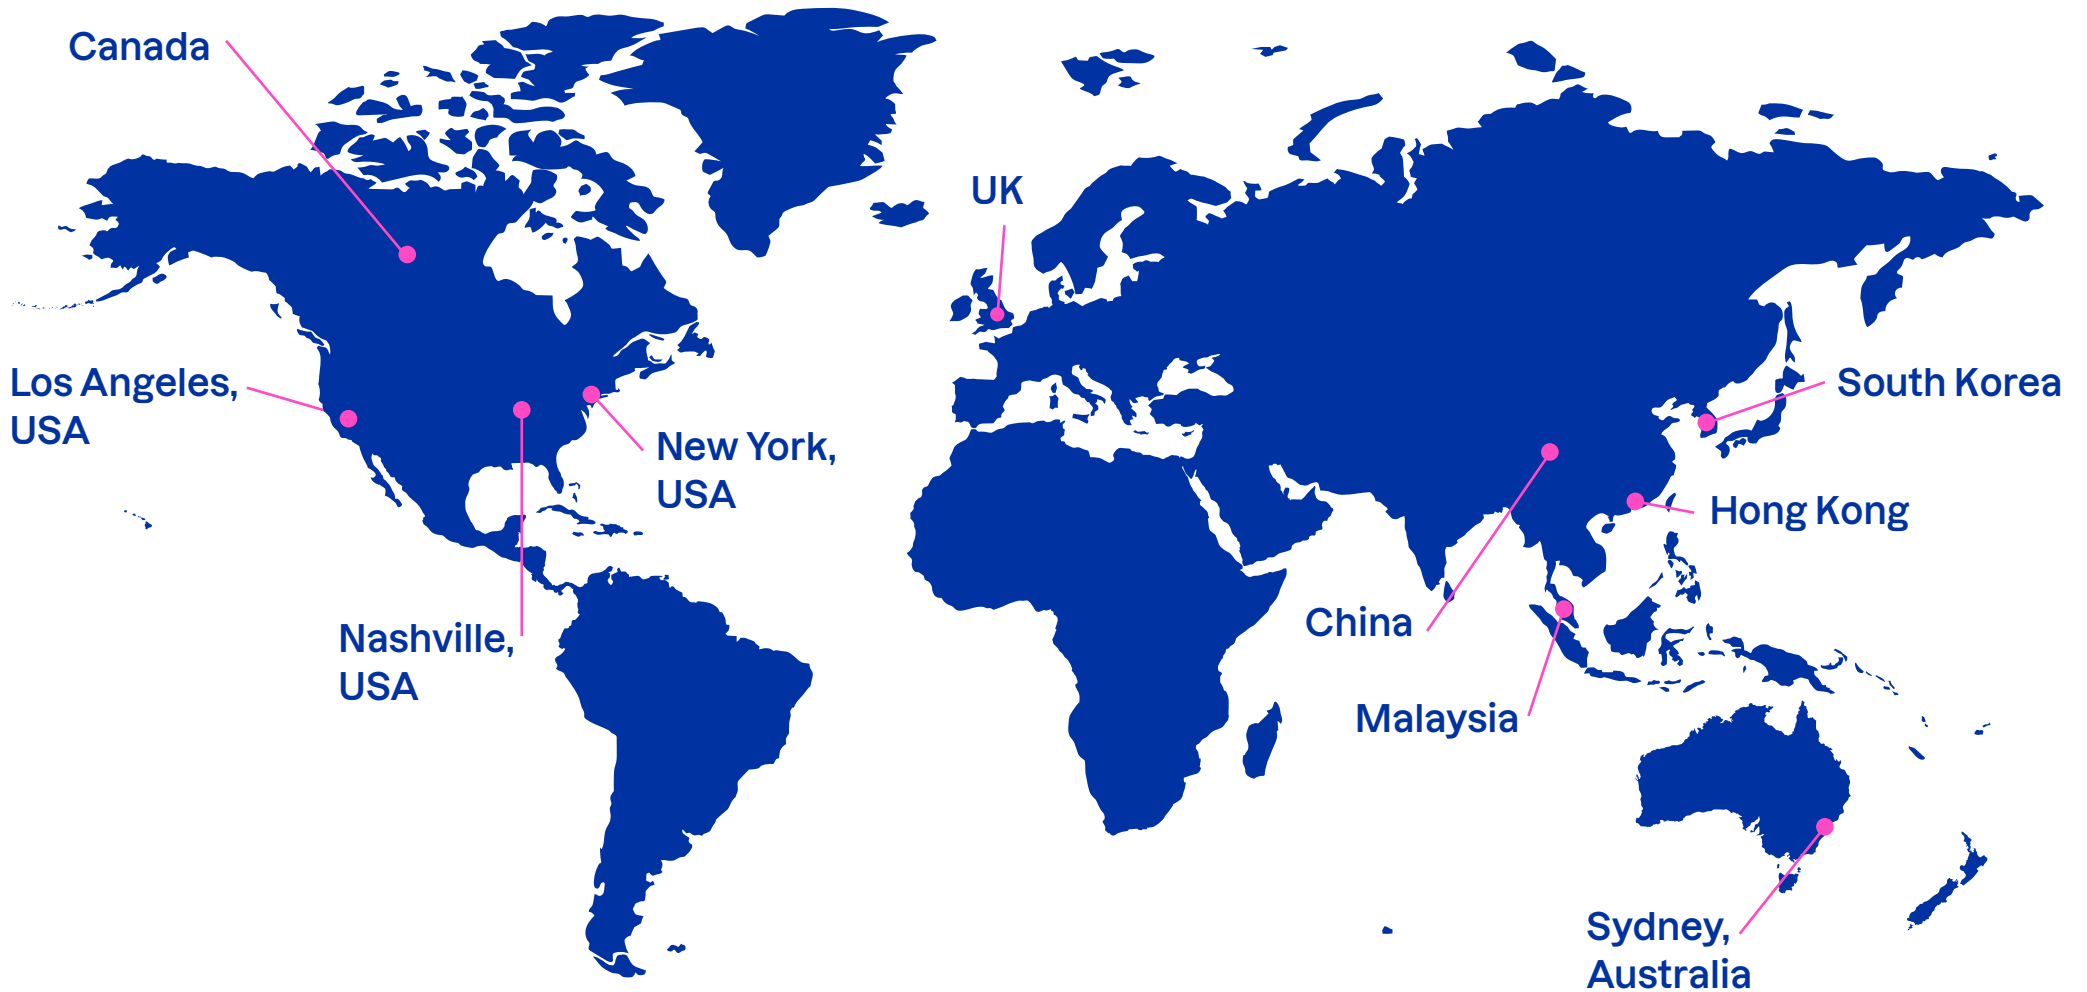 Canada
UK
Los Angeles,
USA
South Korea
New York,
USA
Hong Kong
China
Nashville,
USA
Malaysia
Sydney,
Australia